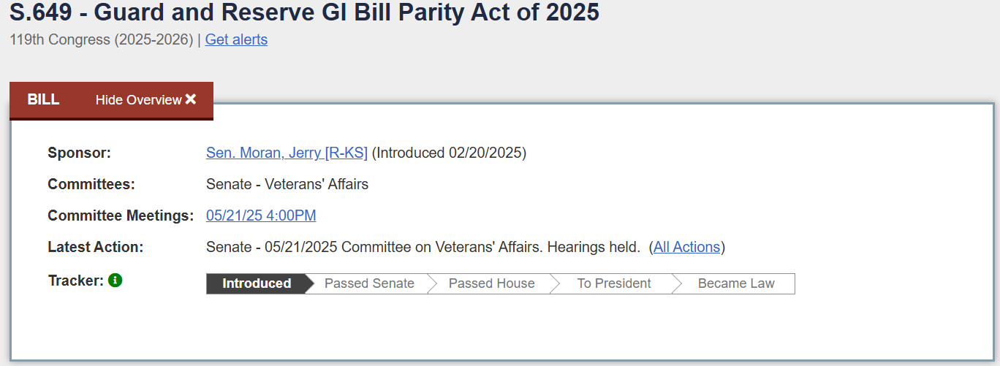 S.649 - Guard and Reserve GI Bill Parity Act of 2025
119th Congress (2025-2026) | Get alerts
BILL Hide Overview ×
Sponsor: Sen. Moran, Jerry [R-KS] (Introduced 02/20/2025)
Committees: Senate - Veterans' Affairs
Committee Meetings: 05/21/25 4:00PM
Latest Action: Senate - 05/21/2025 Committee on Veterans' Affairs. Hearings held. (All Actions)
Tracker: i Introduced Passed Senate Passed House To President Became Law